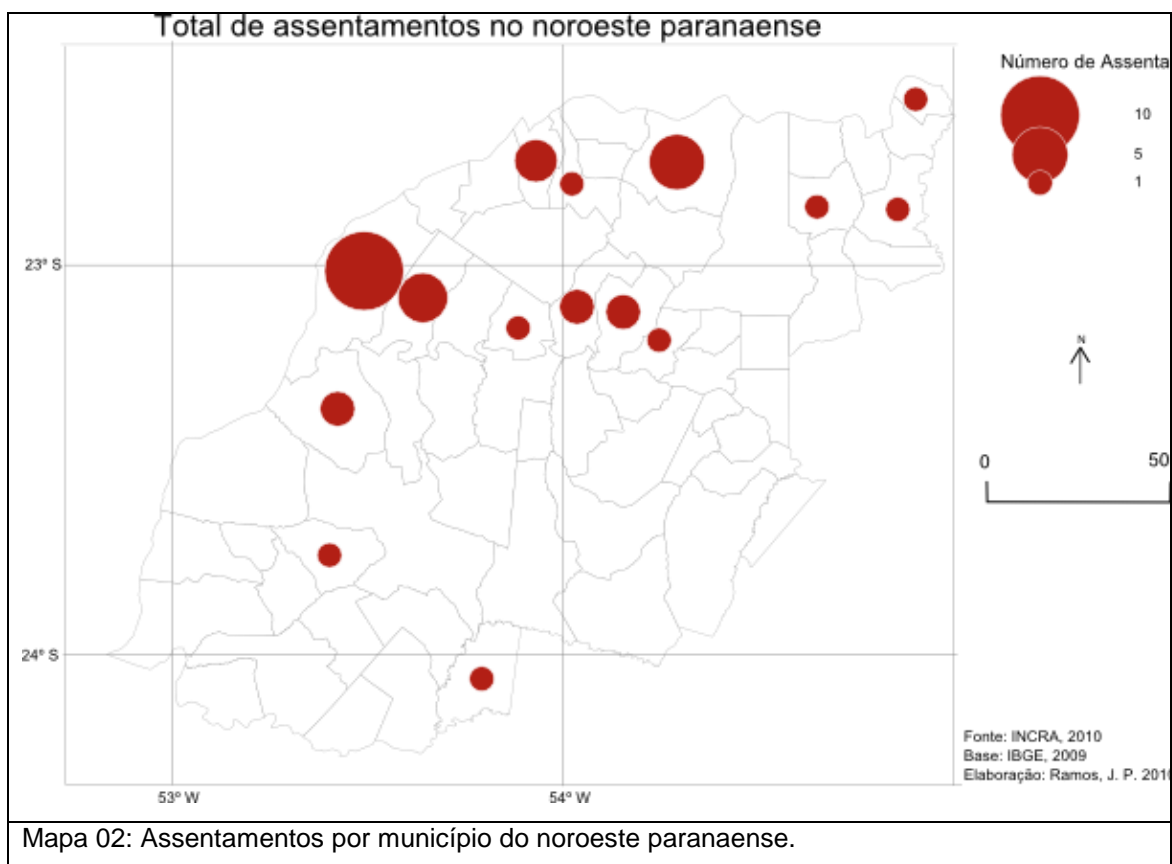 Total de assentamentos no noroeste paranaense
Número de Assenta
10
5
1
23° S
N
0
50
24° S
Fonte: INCRA, 2010
Base: IBGE, 2009
Elaboração: Ramos, J. P. 2010
53° W
54° W
Mapa 02: Assentamentos por município do noroeste paranaense.